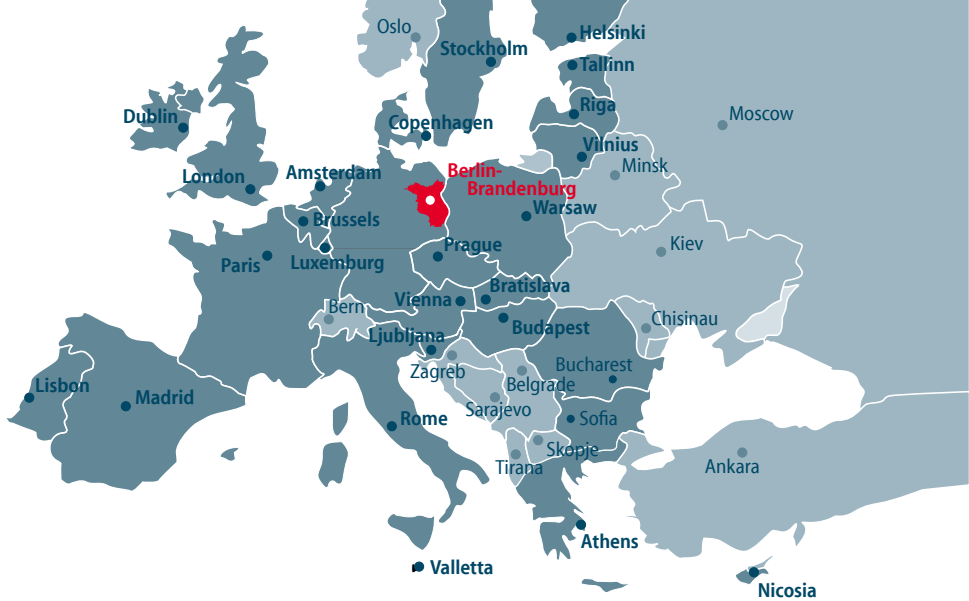 Oslo
Helsinki
Stockholm
Tallinn
Riga
Moscow
Dublin
Copenhagen
Vilnius
Minsk
London
Amsterdam
Berlin-
Brandenburg
Warsaw
Brussels
Kiev
Prague
Paris
Luxemburg
Bratislava
Vienna
Bern
Chisinau
Budapest
Ljubljana
Bucharest
Zagreb
Belgrade
Lisbon
Madrid
Sarajevo
Rome
Sofia
Skopje
Tirana
Ankara
Athens
Valletta
Nicosia